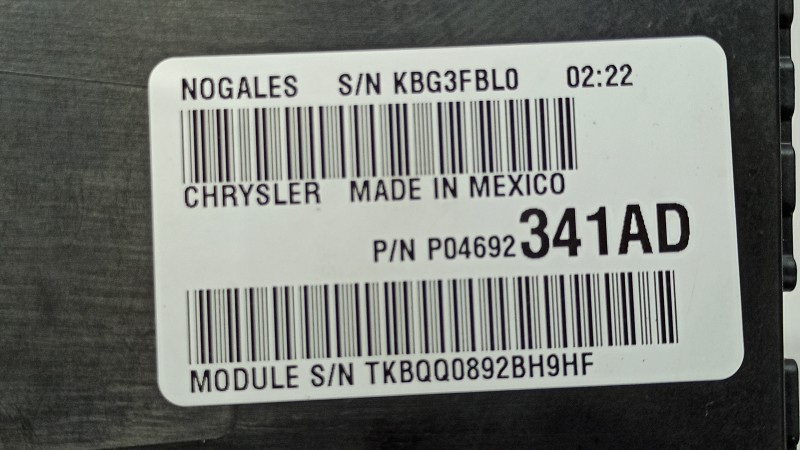 NOGALES S/N KBG3FBL0 02:22
CHRYSLER MADE IN MEXICO
P/N P04692341AD
MODULE S/N TKBQQ0892BH9HF